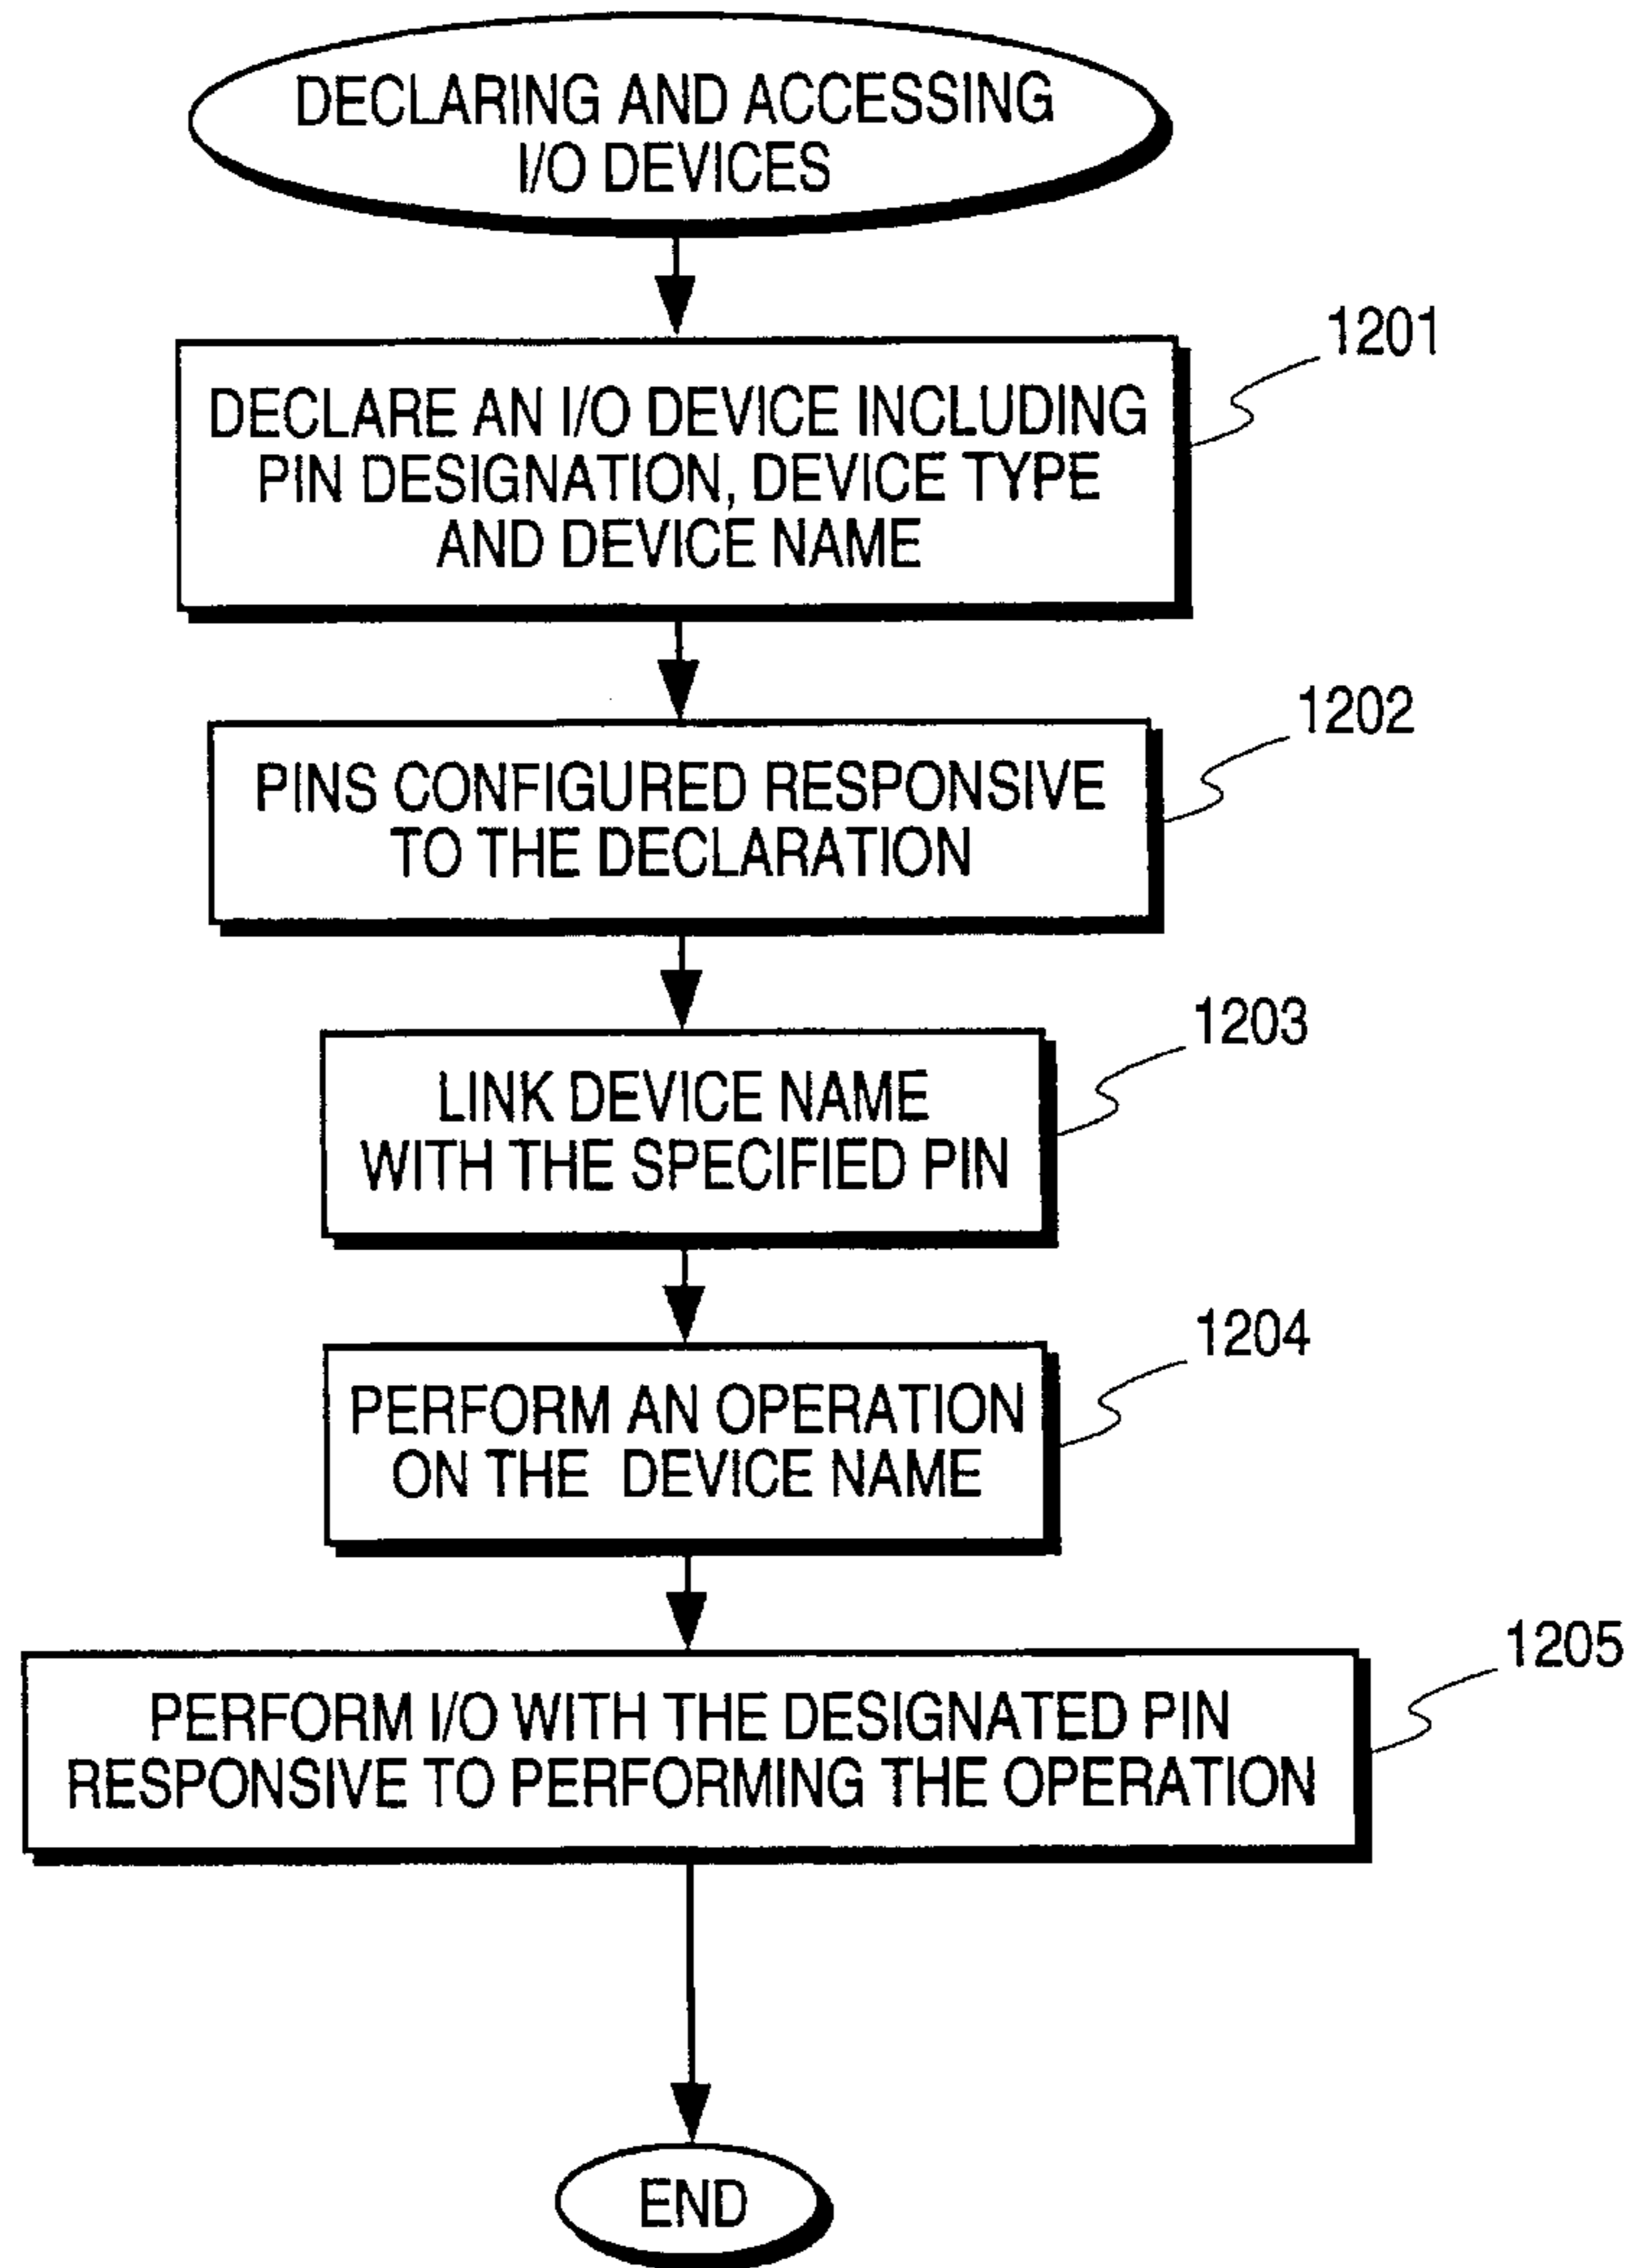 DECLARING AND ACCESSING
I/O DEVICES
1201
DECLARE AN I/O DEVICE INCLUDING
PIN DESIGNATION, DEVICE TYPE
AND DEVICE NAME
1202
PINS CONFIGURED RESPONSIVE
TO THE DECLARATION
1203
LINK DEVICE NAME
WITH THE SPECIFIED PIN
1204
PERFORM AN OPERATION
ON THE DEVICE NAME
1205
PERFORM I/O WITH THE DESIGNATED PIN
RESPONSIVE TO PERFORMING THE OPERATION
END